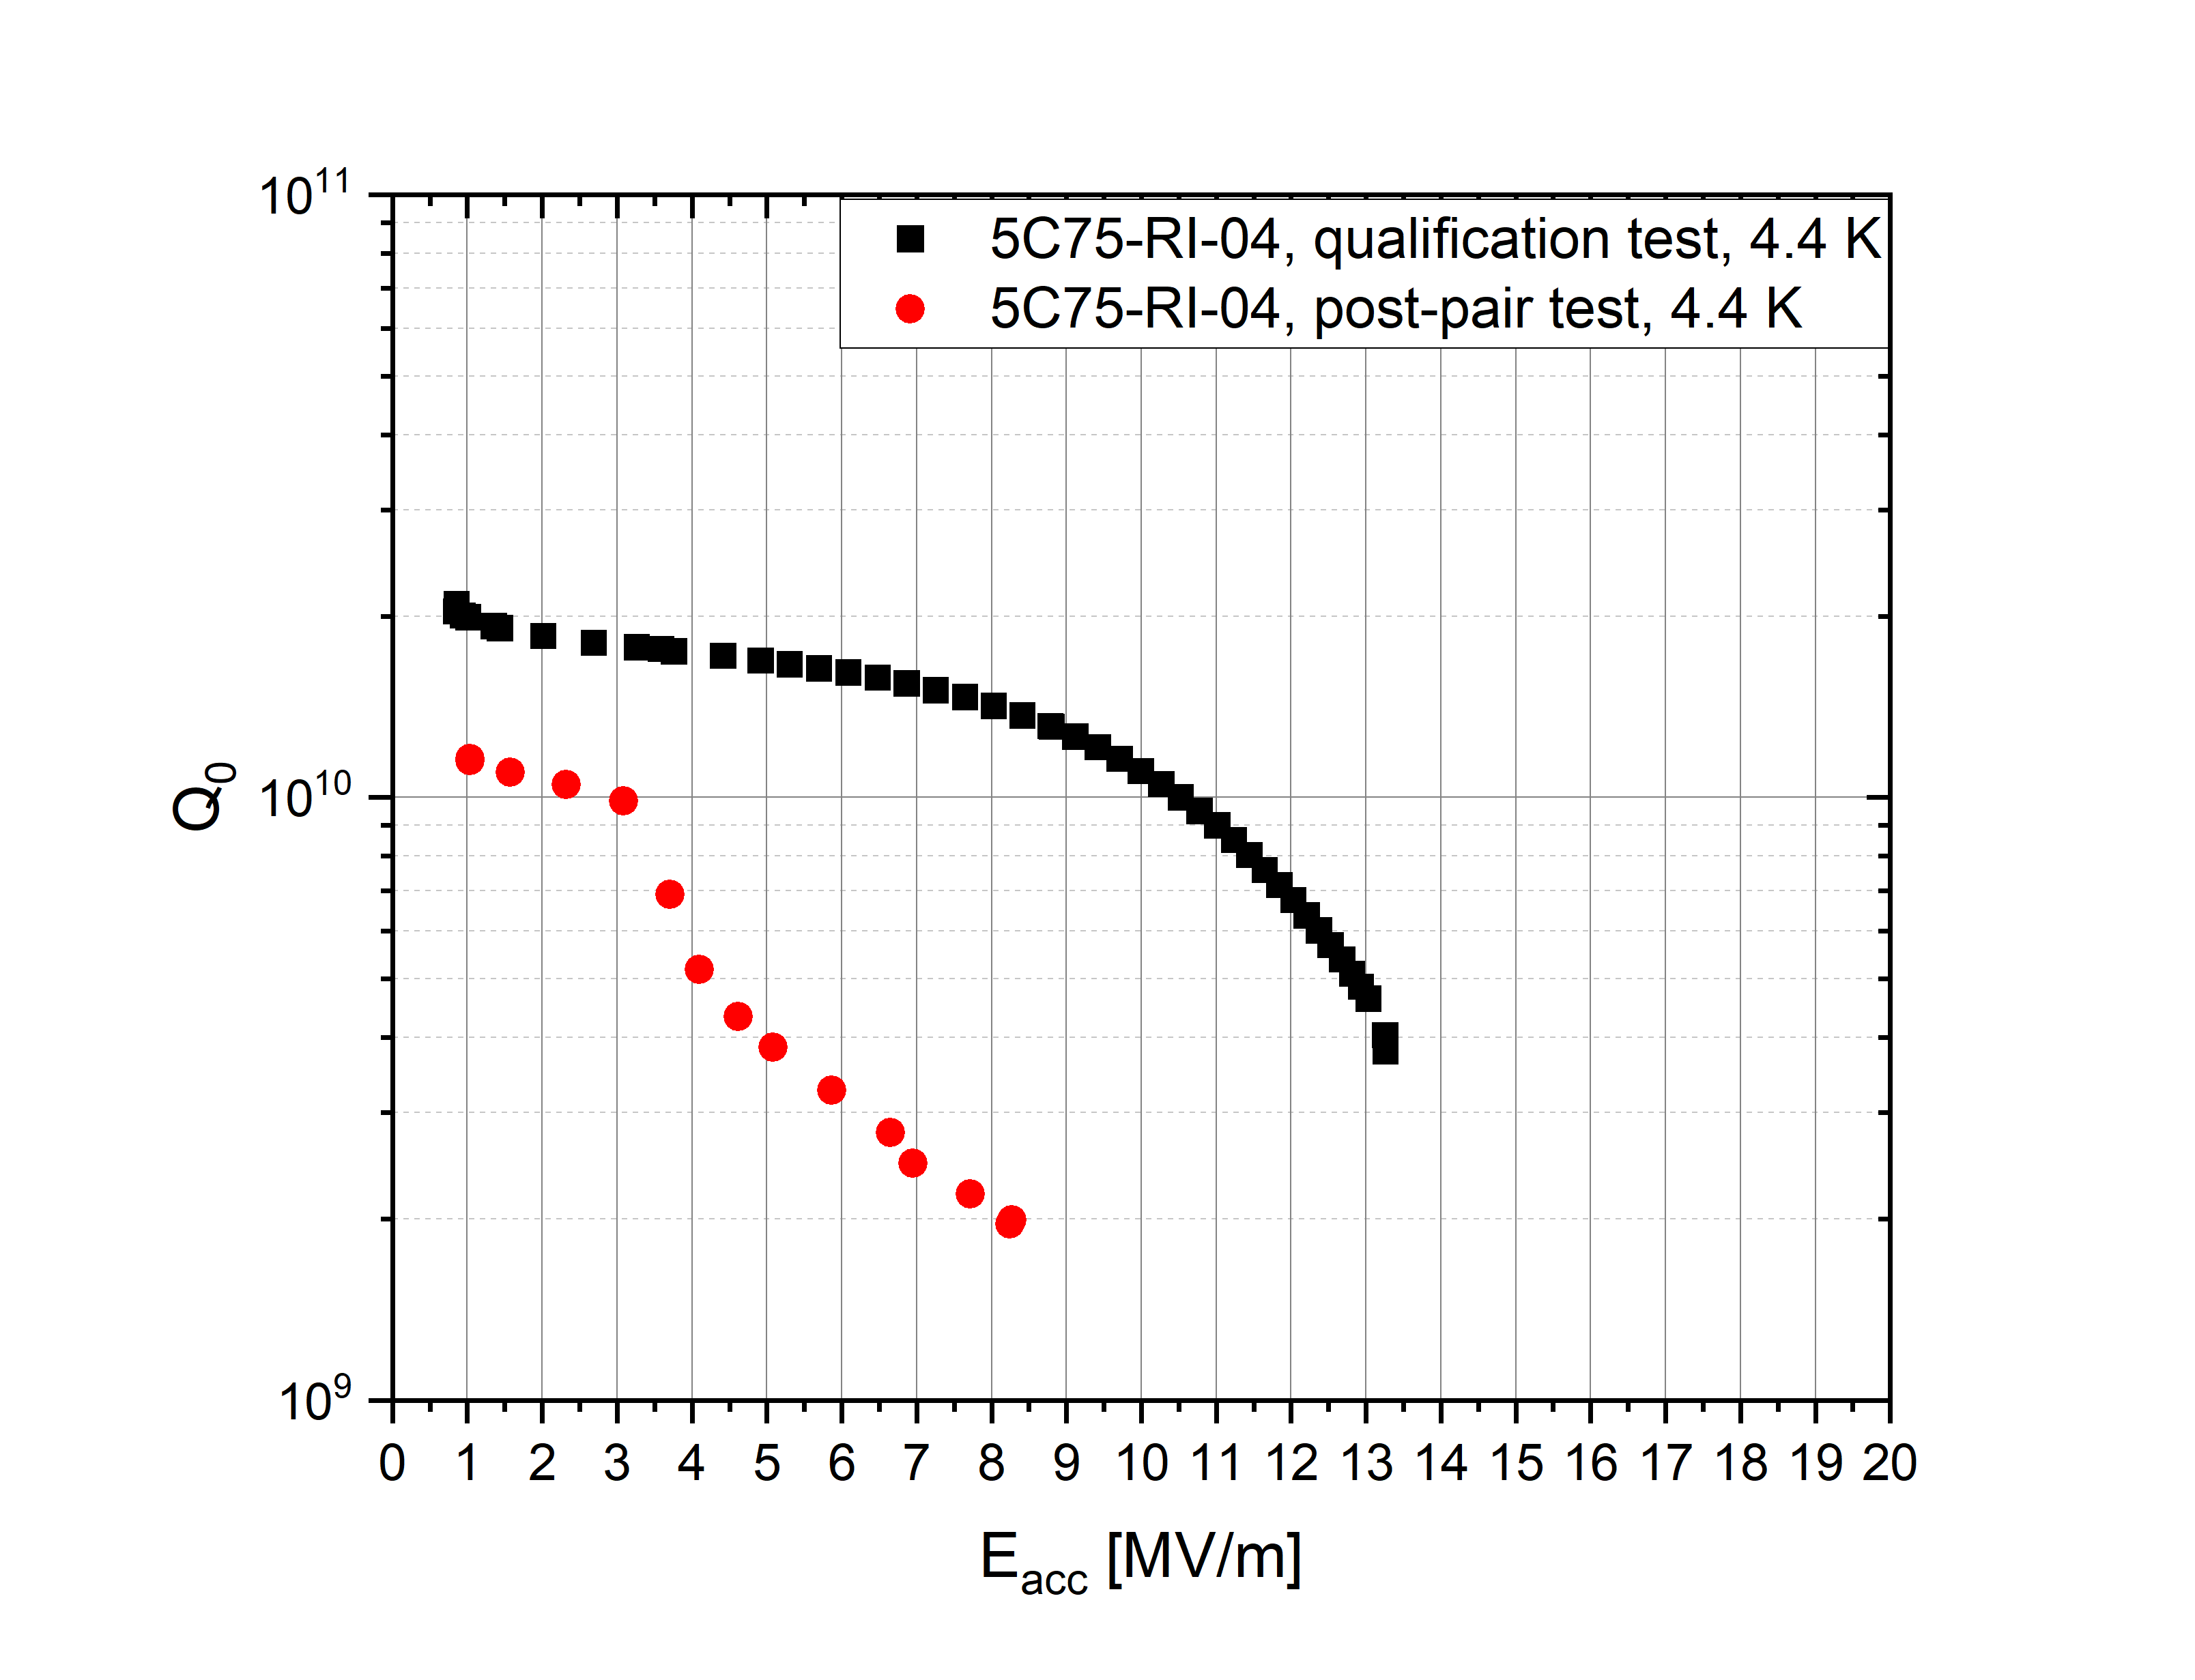 10¹¹
5C75-RI-04, qualification test, 4.4 K
5C75-RI-04, post-pair test, 4.4 K
Q₀
10¹⁰
10⁹
0 1 2 3 4 5 6 7 8 9 10 11 12 13 14 15 16 17 18 19 20
Eacc [MV/m]